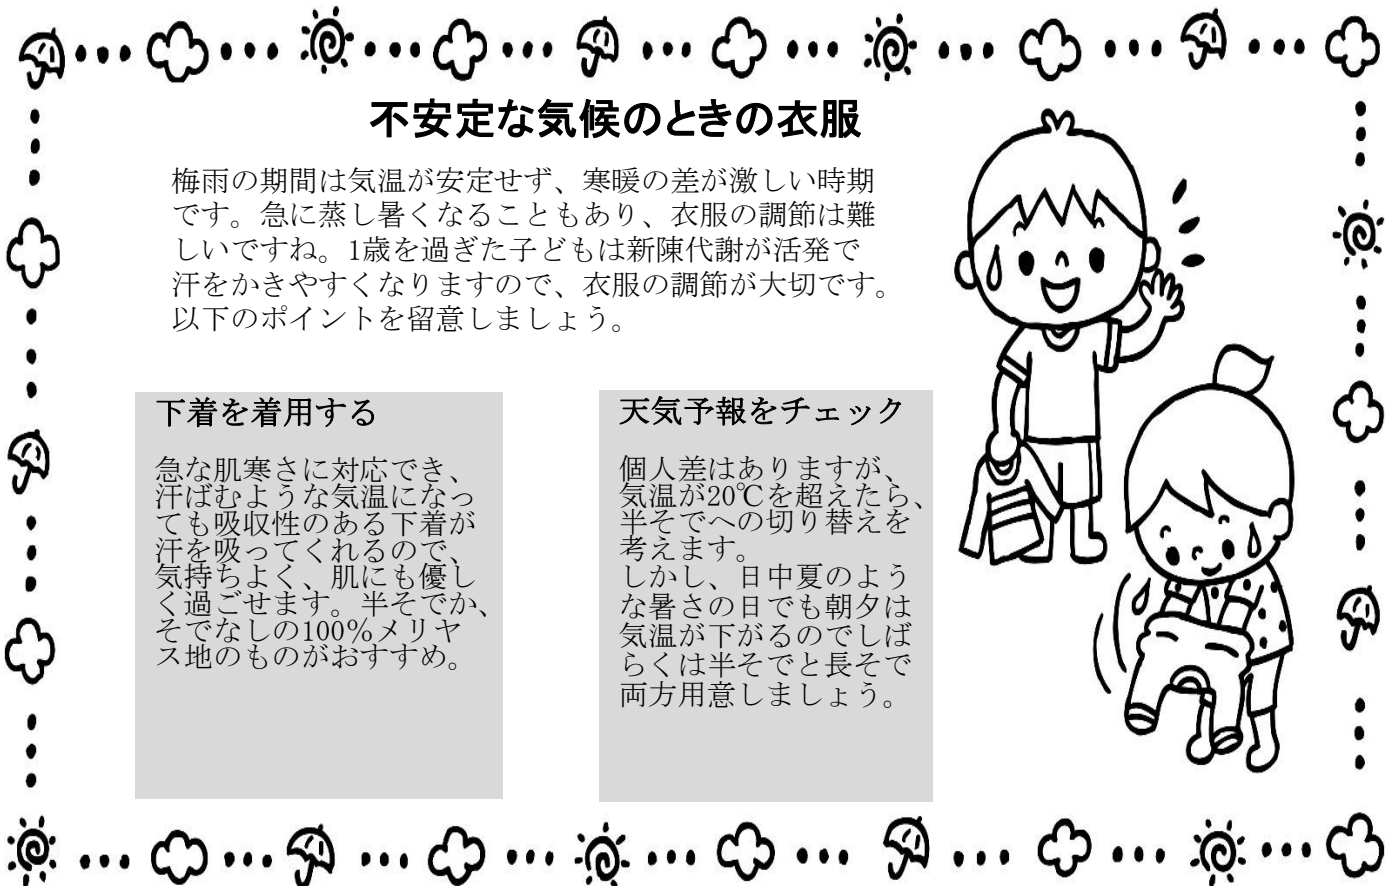 不安定な気候のときの衣服
梅雨の期間は気温が安定せず、寒暖の差が激しい時期
です。急に蒸し暑くなることもあり、衣服の調節は難
しいですね。1歳を過ぎた子どもは新陳代謝が活発で
汗をかきやすくなりますので、衣服の調節が大切です。
以下のポイントを留意しましょう。
下着を着用する
急な肌寒さに対応でき、
汗ばむような気温になっ
ても吸収性のある下着が
汗を吸ってくれるので、
気持ちよく、肌にも優し
く過ごせます。半そでか、
そでなしの100%メリヤ
ス地のものがおすすめ。
天気予報をチェック
個人差はありますが、
気温が20℃を超えたら、
半そでへの切り替えを
考えます。
しかし、日中夏のよう
な暑さの日でも朝夕は
気温が下がるのでしば
らくは半そでと長そで
両方用意しましょう。